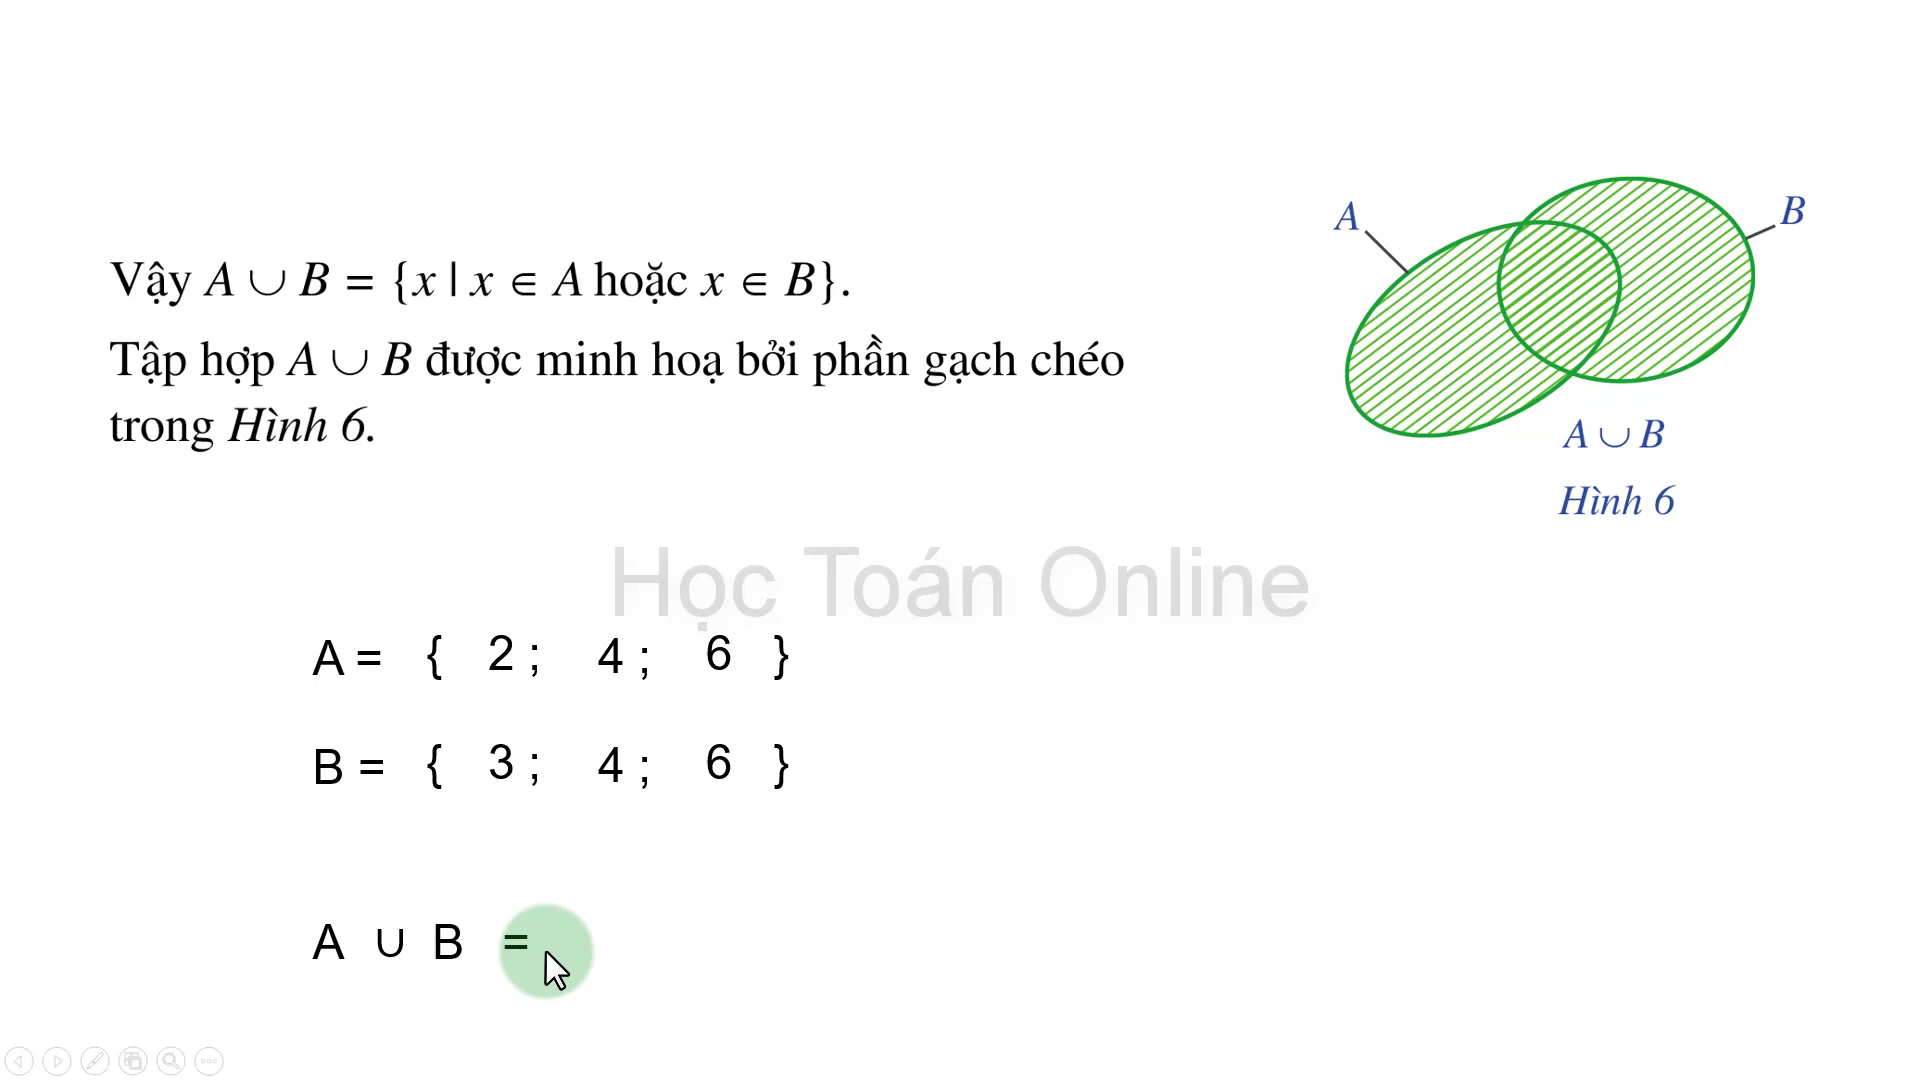 Vậy A ∪ B = {x | x ∈ A hoặc x ∈ B}.
Tập hợp A ∪ B được minh hoạ bởi phần gạch chéo
trong Hình 6.
A
B
A ∪ B
Hình 6
Học Toán Online
A = { 2 ; 4 ; 6 }
B = { 3 ; 4 ; 6 }
A ∪ B =